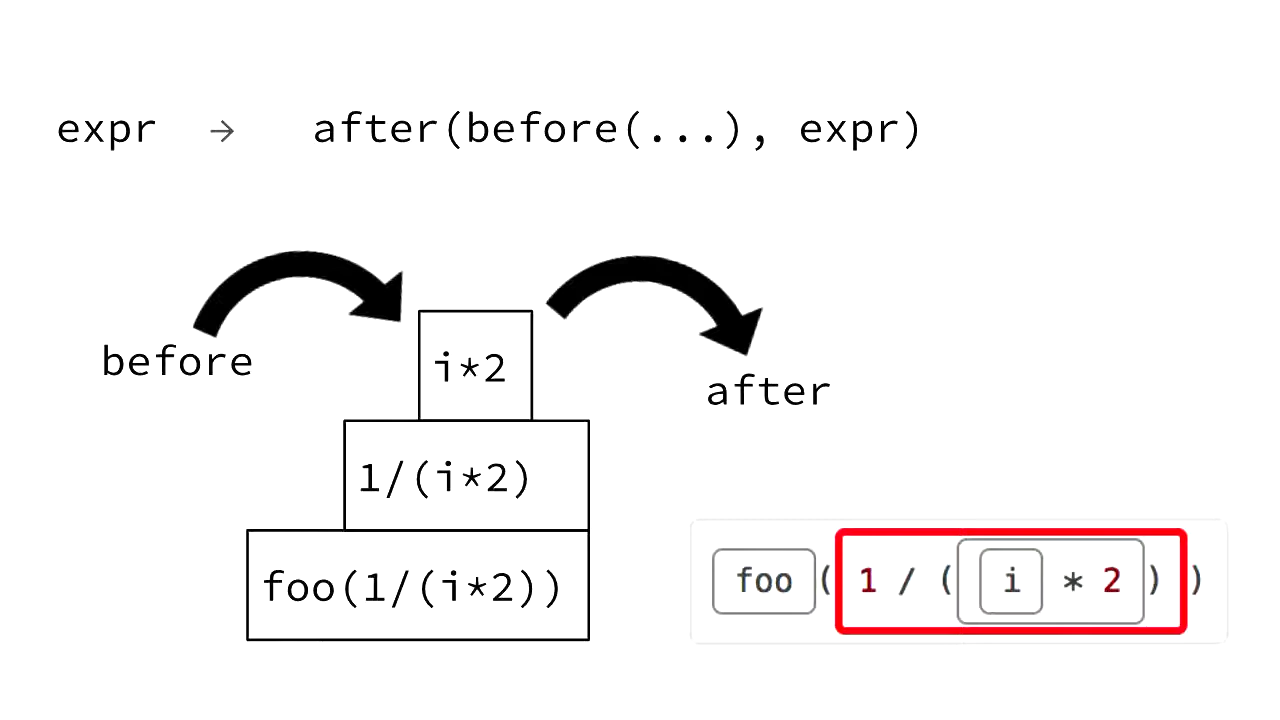 expr → after(before(...), expr)
before
i*2
after
1/(i*2)
foo(1/(i*2))
foo( 1 / ( i * 2 ) )